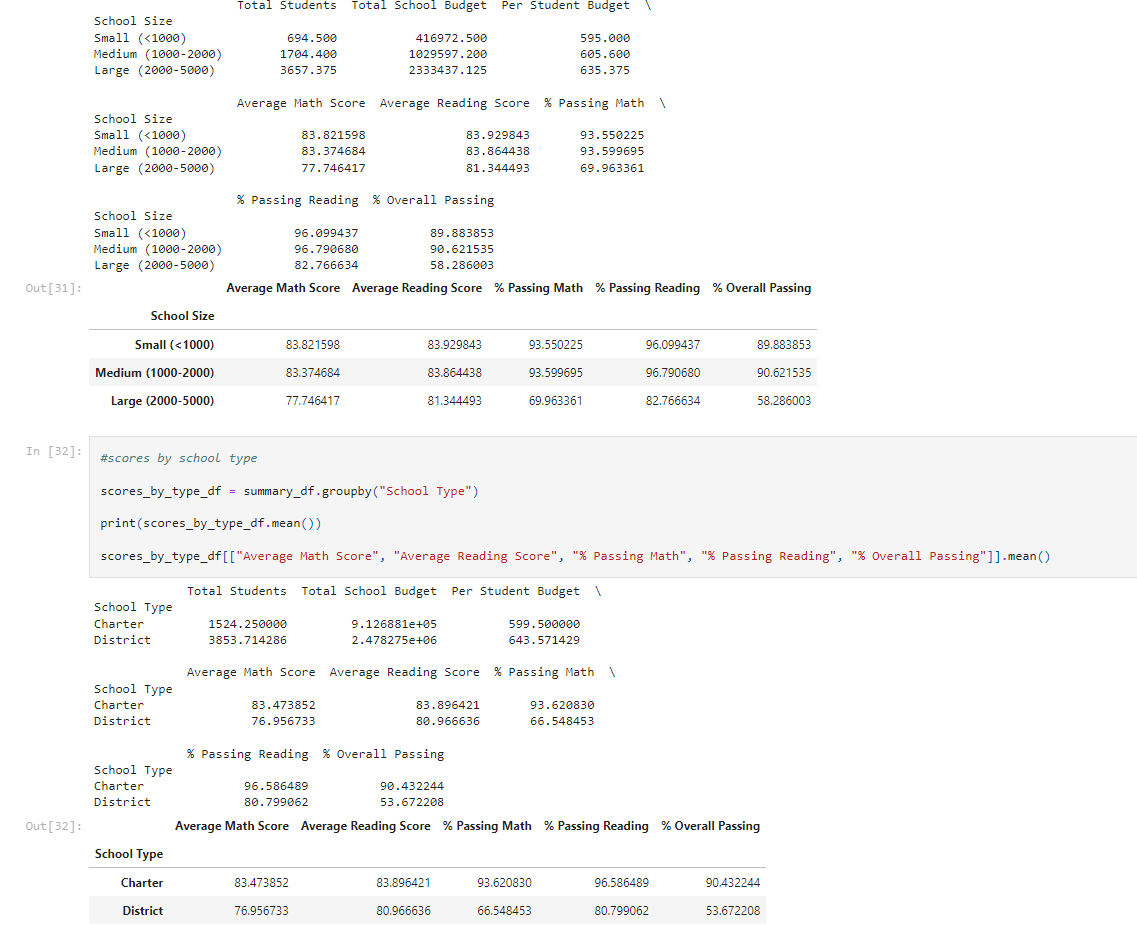 Total Students  Total School Budget  Per Student Budget  \
School Size
Small (<1000)  694.500  416972.500  595.000
Medium (1000-2000)  1704.400  1029597.200  605.600
Large (2000-5000)  3657.375  2333437.125  635.375
Average Math Score  Average Reading Score  % Passing Math  \
School Size
Small (<1000)  83.821598  83.929843  93.550225
Medium (1000-2000)  83.374684  83.864438  93.599695
Large (2000-5000)  77.746417  81.344493  69.963361
% Passing Reading  % Overall Passing
School Size
Small (<1000)  96.099437  89.883853
Medium (1000-2000)  96.790680  90.621535
Large (2000-5000)  82.766634  58.286003
Out[31]:  Average Math Score  Average Reading Score  % Passing Math  % Passing Reading  % Overall Passing
School Size
Small (<1000)  83.821598  83.929843  93.550225  96.099437  89.883853
Medium (1000-2000)  83.374684  83.864438  93.599695  96.790680  90.621535
Large (2000-5000)  77.746417  81.344493  69.963361  82.766634  58.286003
In [32]:  #scores by school type
scores_by_type_df = summary_df.groupby("School Type")
print(scores_by_type_df.mean())
scores_by_type_df[["Average Math Score", "Average Reading Score", "% Passing Math", "% Passing Reading", "% Overall Passing"]].mean()
Total Students  Total School Budget  Per Student Budget  \
School Type
Charter  1524.250000  9.126881e+05  599.500000
District  3853.714286  2.478275e+06  643.571429
Average Math Score  Average Reading Score  % Passing Math  \
School Type
Charter  83.473852  83.896421  93.620830
District  76.956733  80.966636  66.548453
% Passing Reading  % Overall Passing
School Type
Charter  96.586489  90.432244
District  80.799062  53.672208
Out[32]:  Average Math Score  Average Reading Score  % Passing Math  % Passing Reading  % Overall Passing
School Type
Charter  83.473852  83.896421  93.620830  96.586489  90.432244
District  76.956733  80.966636  66.548453  80.799062  53.672208